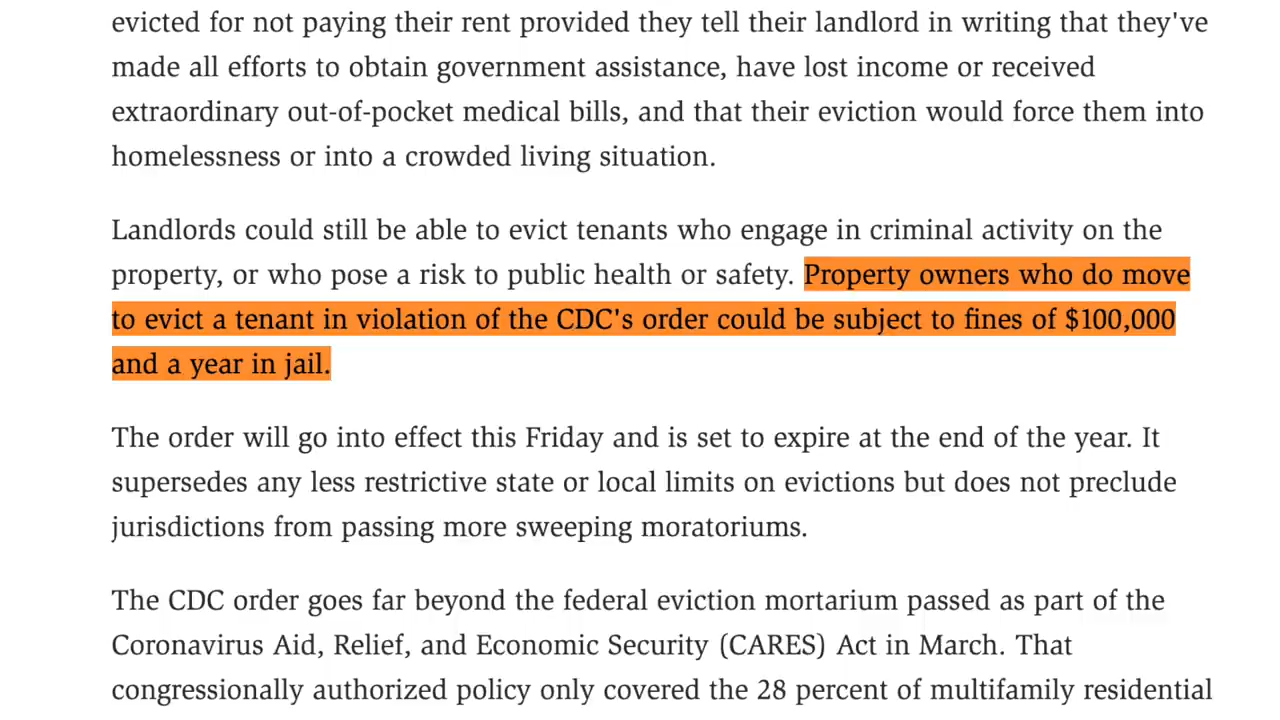 evicted for not paying their rent provided they tell their landlord in writing that they've
made all efforts to obtain government assistance, have lost income or received
extraordinary out-of-pocket medical bills, and that their eviction would force them into
homelessness or into a crowded living situation.
Landlords could still be able to evict tenants who engage in criminal activity on the
property, or who pose a risk to public health or safety. Property owners who do move
to evict a tenant in violation of the CDC's order could be subject to fines of $100,000
and a year in jail.
The order will go into effect this Friday and is set to expire at the end of the year. It
supersedes any less restrictive state or local limits on evictions but does not preclude
jurisdictions from passing more sweeping moratoriums.
The CDC order goes far beyond the federal eviction mortarium passed as part of the
Coronavirus Aid, Relief, and Economic Security (CARES) Act in March. That
congressionally authorized policy only covered the 28 percent of multifamily residential